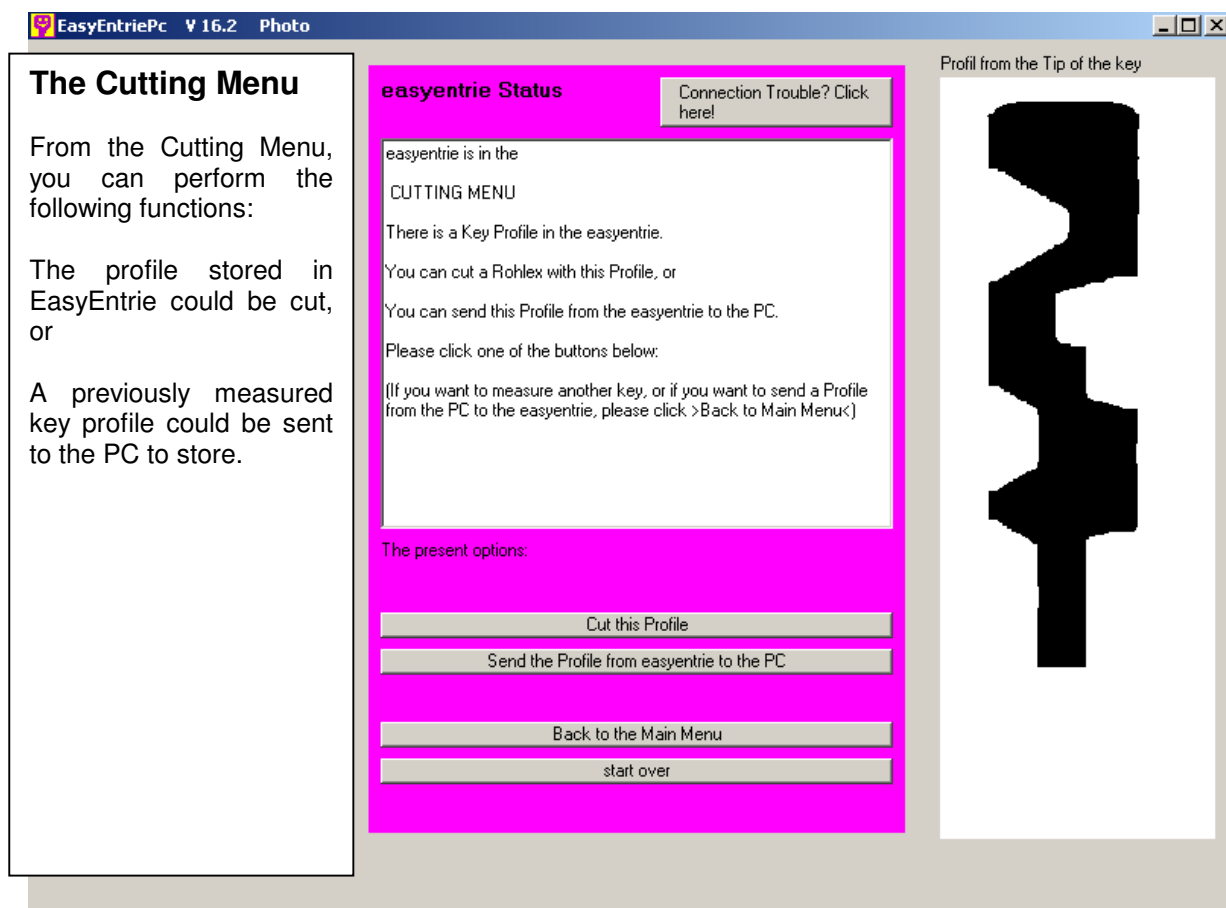 EasyEntriePc V 16.2 Photo
The Cutting Menu
From the Cutting Menu,
you can perform the
following functions:
The profile stored in
EasyEntrie could be cut,
or
A previously measured
key profile could be sent
to the PC to store.
easyentrie Status
Connection Trouble? Click
here!
easyentrie is in the
CUTTING MENU
There is a Key Profile in the easyentrie.
You can cut a Rohlex with this Profile, or
You can send this Profile from the easyentrie to the PC.
Please click one of the buttons below:
(If you want to measure another key, or if you want to send a Profile
from the PC to the easyentrie, please click >Back to Main Menu<)
The present options:
Cut this Profile
Send the Profile from easyentrie to the PC
Back to the Main Menu
start over
Profil from the Tip of the key